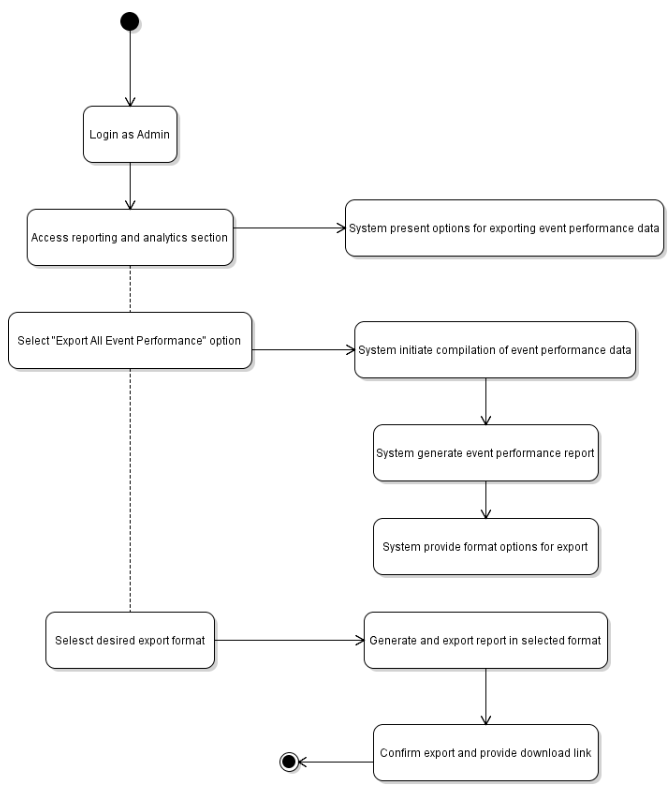 Login as Admin
Access reporting and analytics section
System present options for exporting event performance data
Select "Export All Event Performance" option
System initiate compilation of event performance data
System generate event performance report
System provide format options for export
Selesct desired export format
Generate and export report in selected format
Confirm export and provide download link